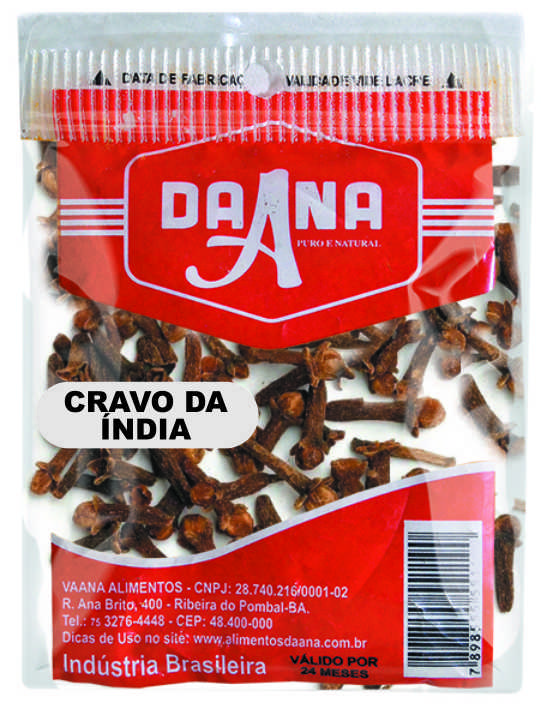 DATA DE FABRICAÇ VALIDADE VIDE LACRE
DAANA
PURO E NATURAL
CRAVO DA
ÍNDIA
VAANA ALIMENTOS - CNPJ: 28.740.216/0001-02
R. Ana Brito, 400 - Ribeira do Pombal-BA.
Tel.: 75 3276-4448 - CEP: 48.400-000
Dicas de Uso no site: www.alimentosdaana.com.br
Indústria Brasileira
VÁLIDO POR
24 MESES